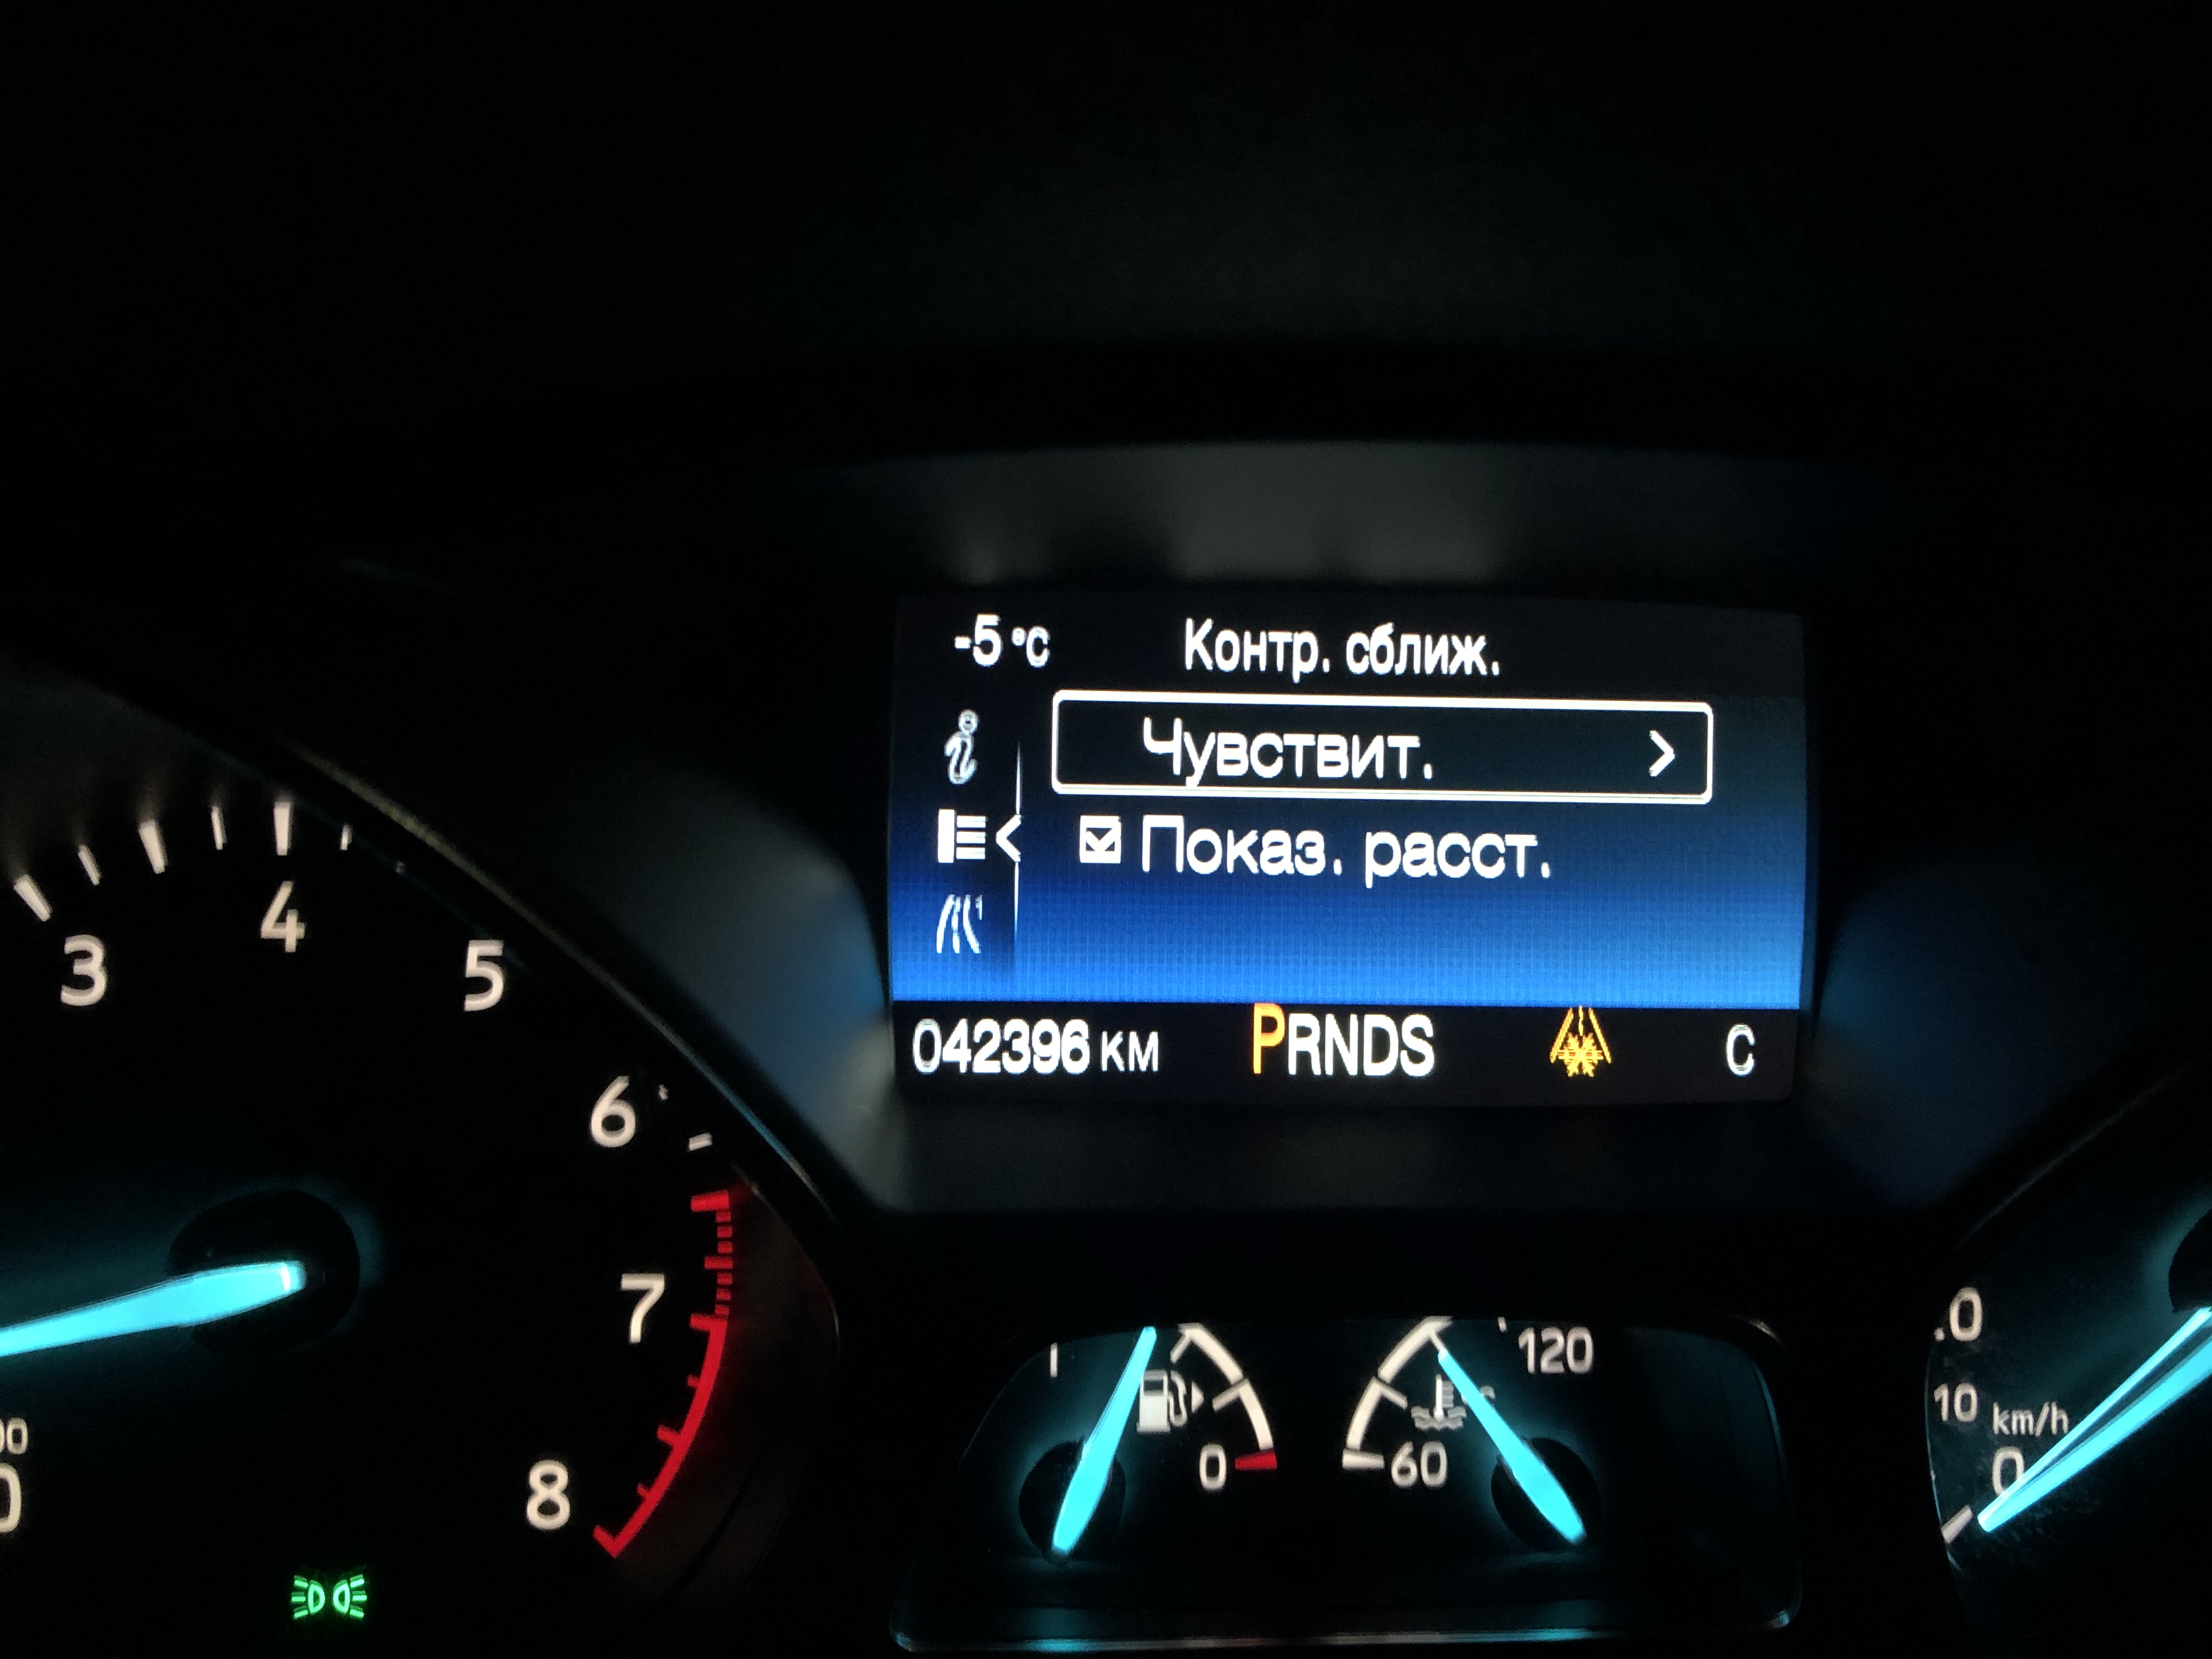 -5 °C Контр. сближ.
Чувствит. >
Показ. расст.
042396 км PRNDS C
3
4
5
6
7
8
0
120
60
10
km/h
0